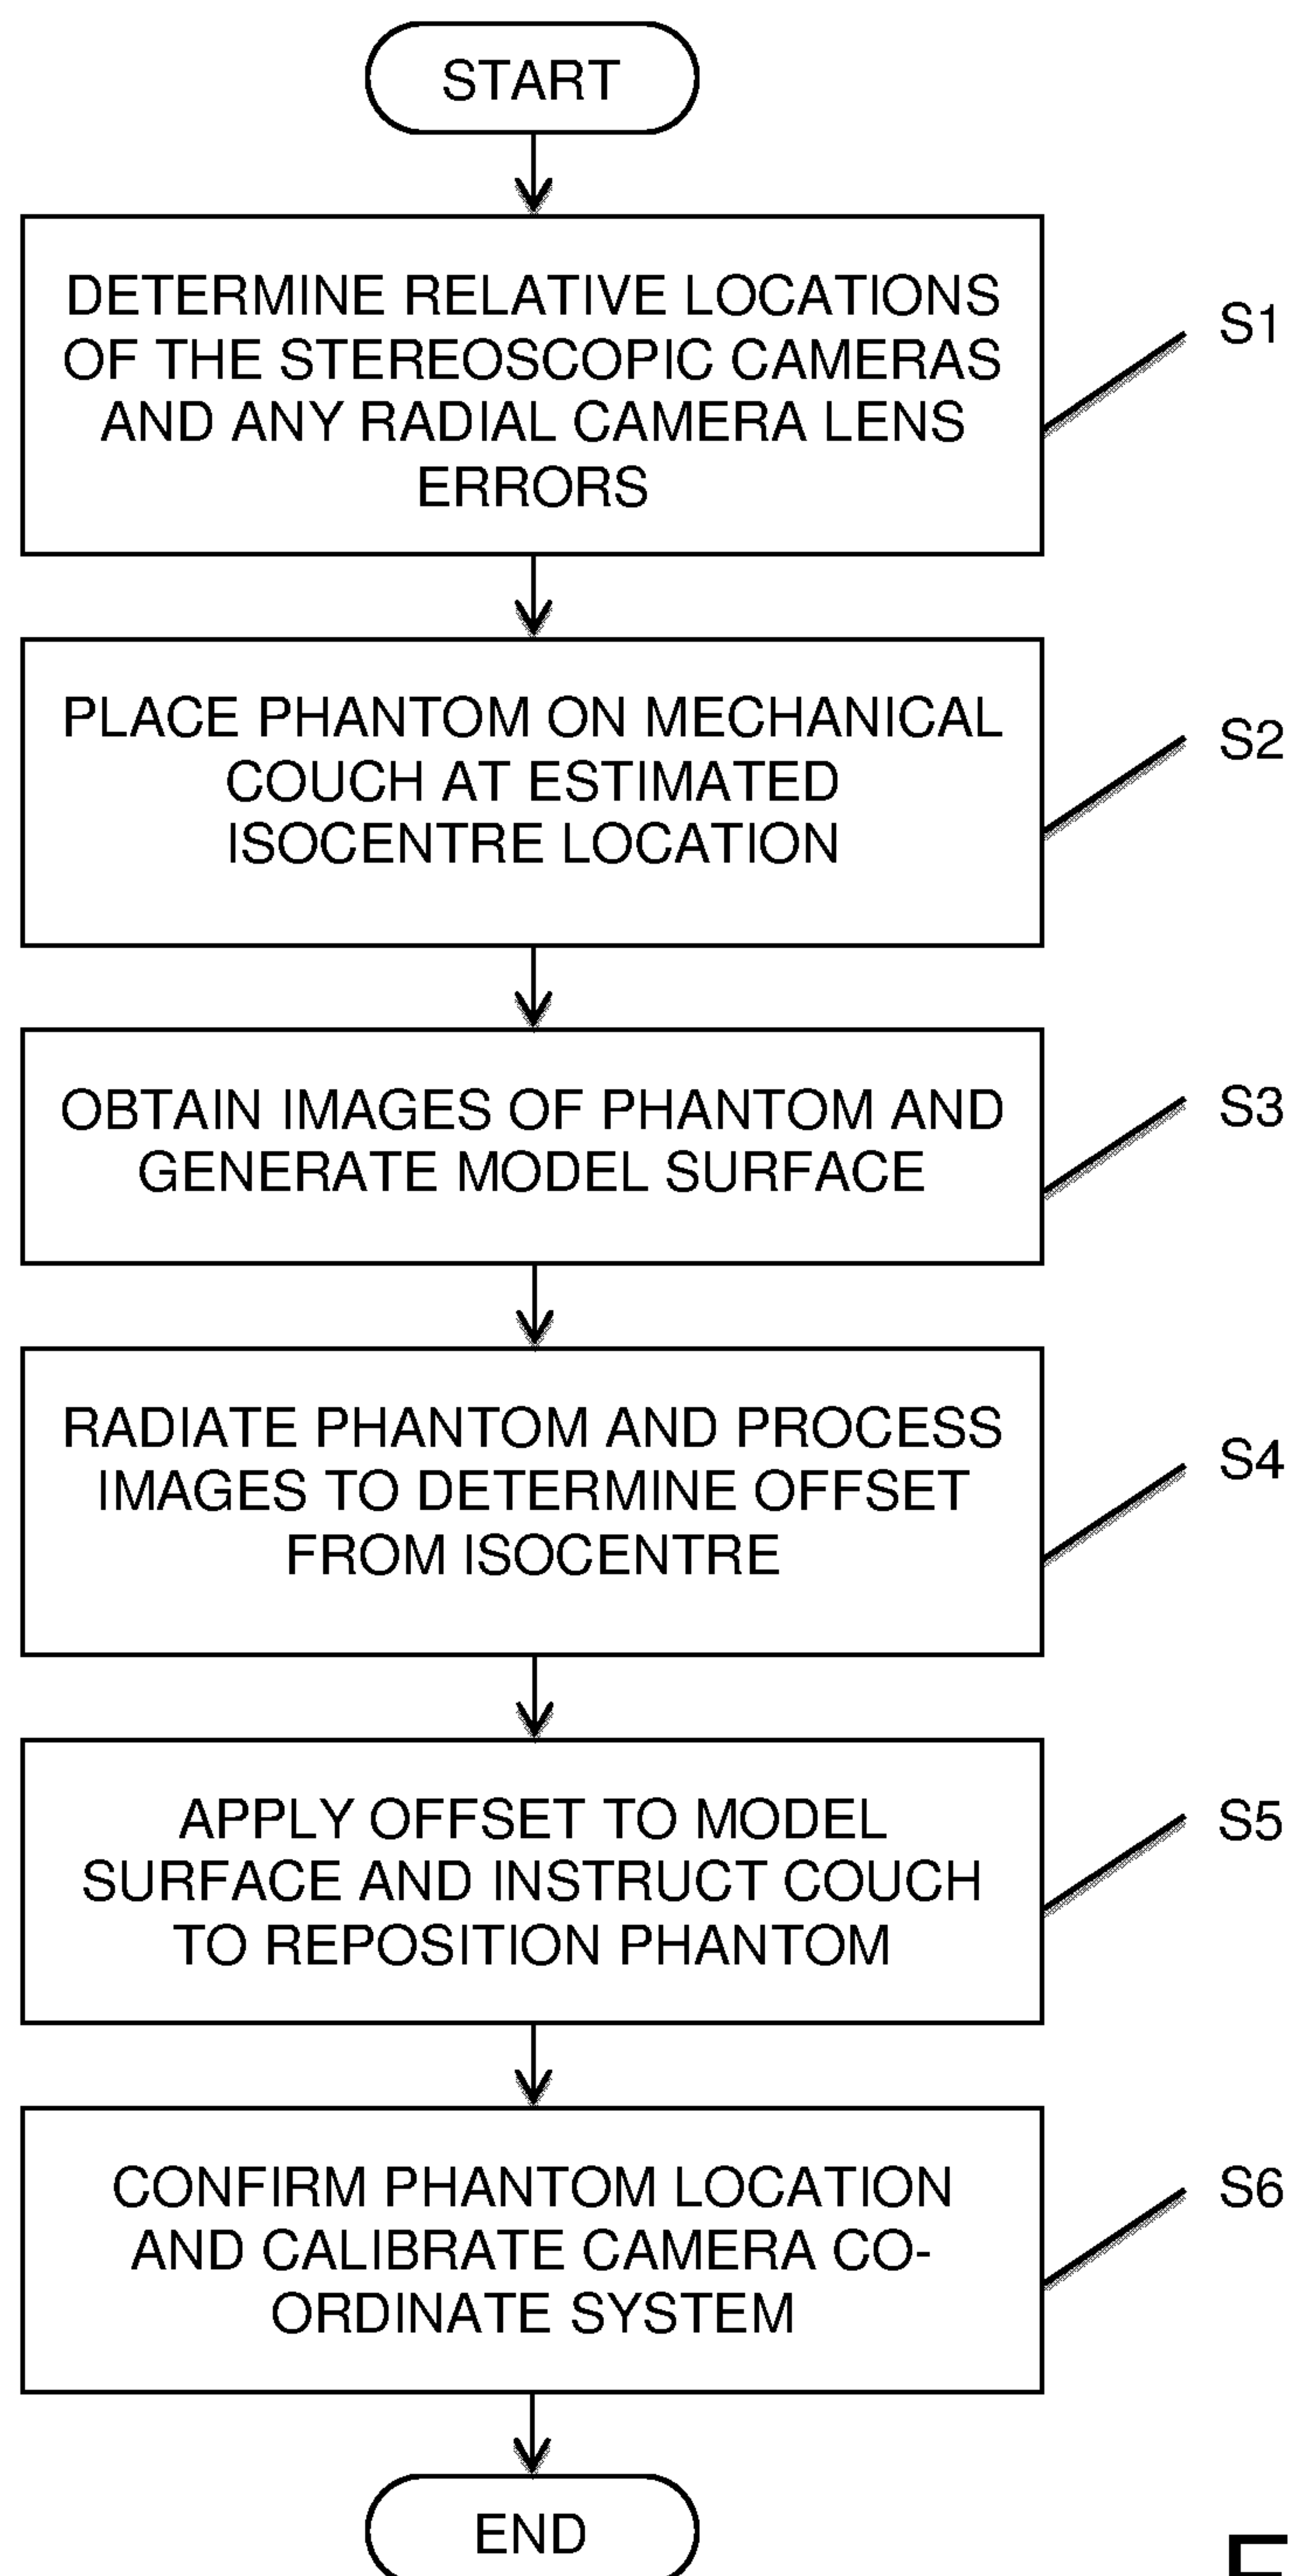 START
DETERMINE RELATIVE LOCATIONS
OF THE STEREOSCOPIC CAMERAS
AND ANY RADIAL CAMERA LENS
ERRORS
S1
PLACE PHANTOM ON MECHANICAL
COUCH AT ESTIMATED
ISOCENTRE LOCATION
S2
OBTAIN IMAGES OF PHANTOM AND
GENERATE MODEL SURFACE
S3
RADIATE PHANTOM AND PROCESS
IMAGES TO DETERMINE OFFSET
FROM ISOCENTRE
S4
APPLY OFFSET TO MODEL
SURFACE AND INSTRUCT COUCH
TO REPOSITION PHANTOM
S5
CONFIRM PHANTOM LOCATION
AND CALIBRATE CAMERA CO-
ORDINATE SYSTEM
S6
END